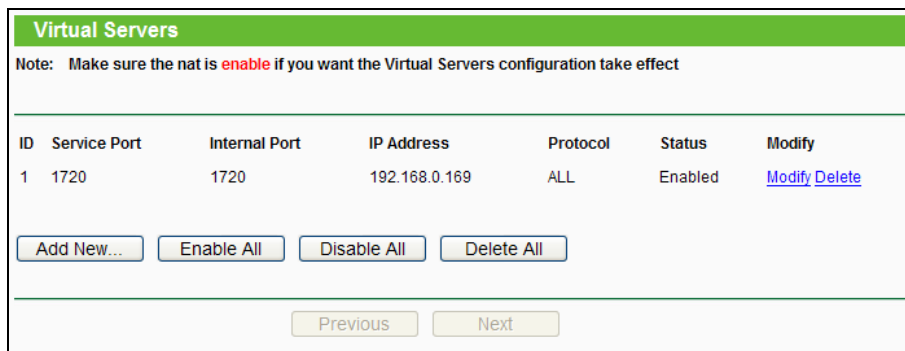 Virtual Servers
Note: Make sure the nat is enable if you want the Virtual Servers configuration take effect
ID Service Port Internal Port IP Address Protocol Status Modify
1 1720 1720 192.168.0.169 ALL Enabled Modify Delete
Add New... Enable All Disable All Delete All
Previous Next